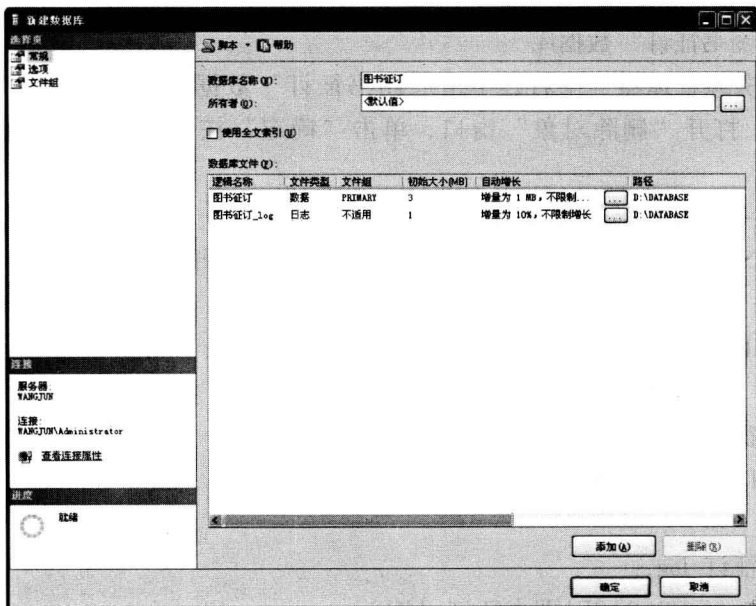 新建数据库
选择页
常规
选项
文件组
脚本 帮助
数据库名称(N): 图书征订
所有者(O): <默认值> ...
使用全文索引(U)
数据库文件(F):
逻辑名称 文件类型 文件组 初始大小(MB) 自动增长 路径
图书征订 数据 PRIMARY 3 增量为 1 MB，不限制... ... D:\DATABASE
图书征订_log 日志 不适用 1 增量为 10%，不限制增长 ... D:\DATABASE
连接
服务器:
WANGJUN
连接:
WANGJUN\Administrator
查看连接属性
进度
就绪
添加(A) 删除(R)
确定 取消